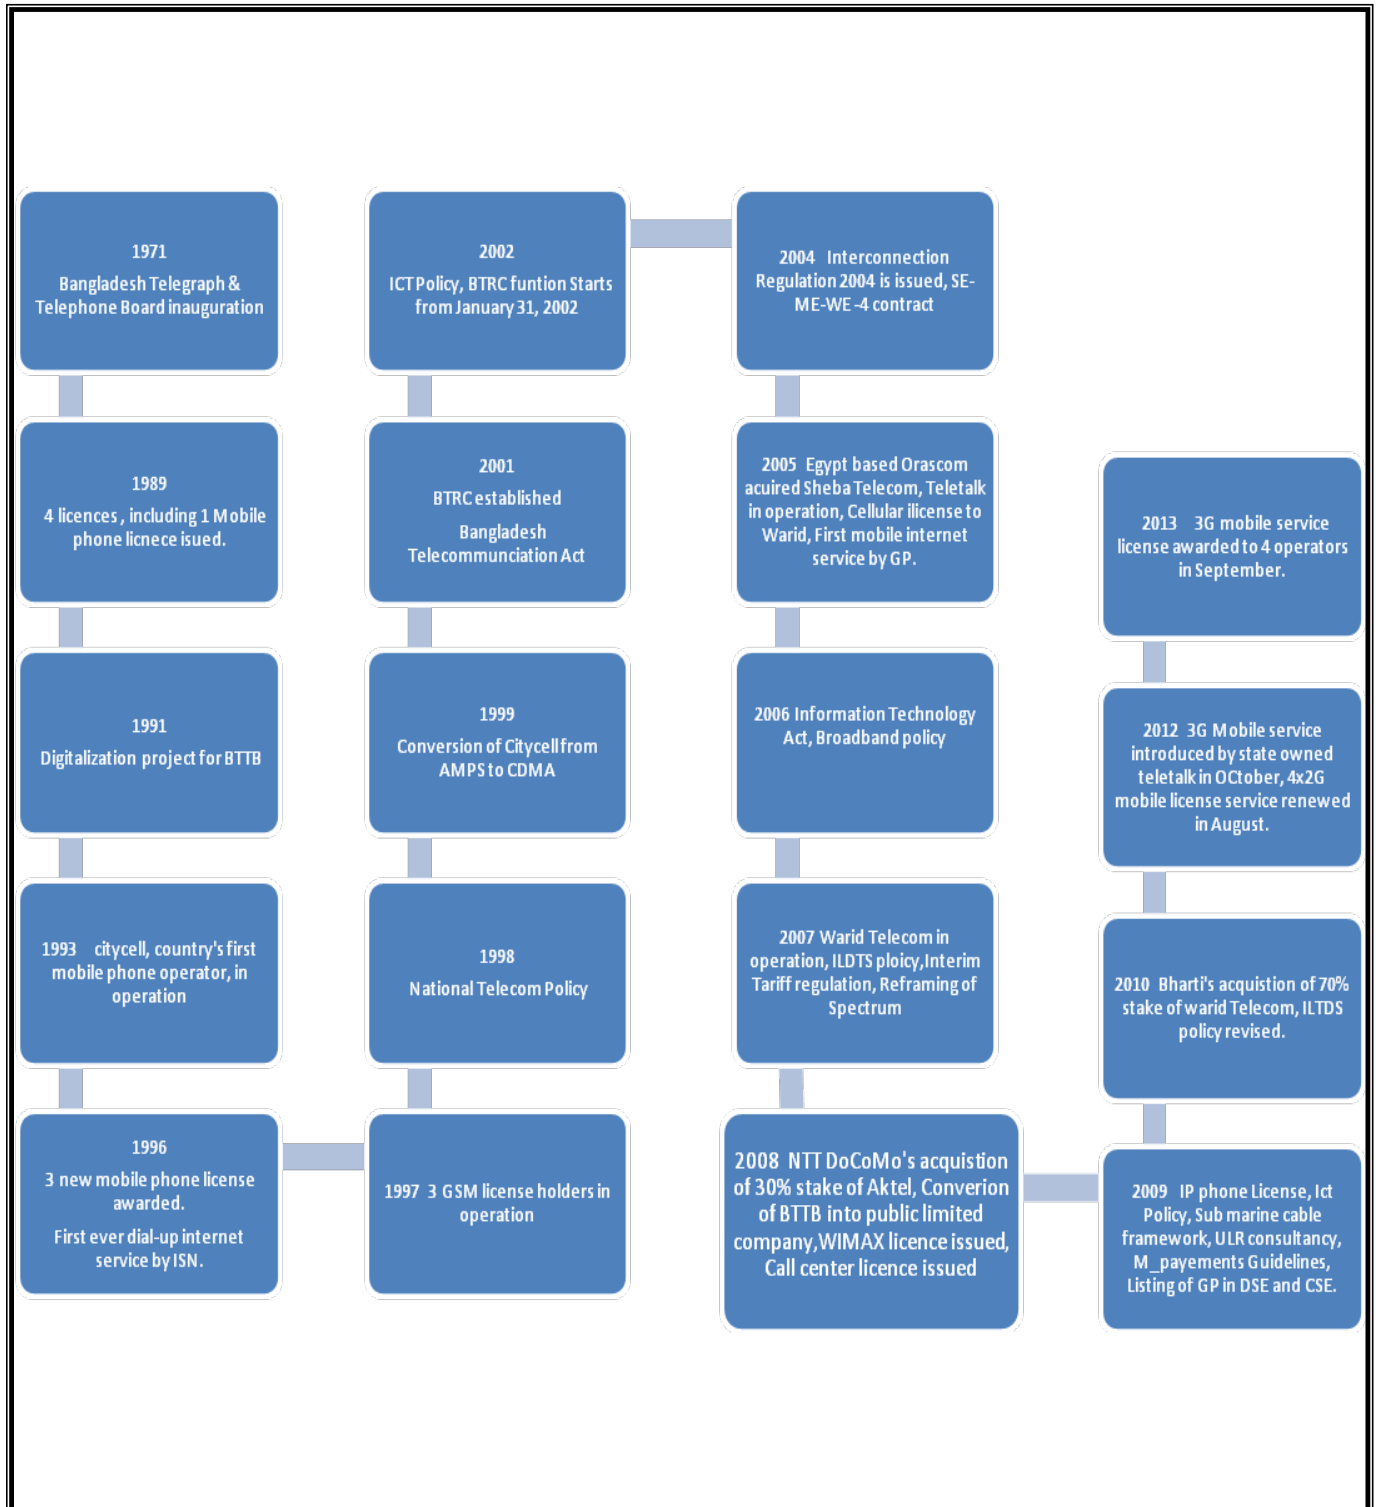 1971
Bangladesh Telegraph &
Telephone Board inauguration
1989
4 licences , including 1 Mobile
phone licnece isued.
1991
Digitalization project for BTTB
1993 citycell, country's first
mobile phone operator, in
operation
1996
3 new mobile phone license
awarded.
First ever dial-up internet
service by ISN.
1997 3 GSM license holders in
operation
1998
National Telecom Policy
1999
Conversion of Citycell from
AMPS to CDMA
2001
BTRC established
Bangladesh
Telecommunciation Act
2002
ICT Policy, BTRC funtion Starts
from January 31, 2002
2004 Interconnection
Regulation 2004 is issued, SE-
ME-WE -4 contract
2005 Egypt based Orascom
acuired Sheba Telecom, Teletalk
in operation, Cellular ilicense to
Warid, First mobile internet
service by GP.
2006 Information Technology
Act, Broadband policy
2007 Warid Telecom in
operation, ILDTS ploicy,Interim
Tariff regulation, Reframing of
Spectrum
2008 NTT DoCoMo's acquistion
of 30% stake of Aktel, Converion
of BTTB into public limited
company,WIMAX licence issued,
Call center licence issued
2009 IP phone License, Ict
Policy, Sub marine cable
framework, ULR consultancy,
M_payements Guidelines,
Listing of GP in DSE and CSE.
2010 Bharti's acquistion of 70%
stake of warid Telecom, ILTDS
policy revised.
2012 3G Mobile service
introduced by state owned
teletalk in OCtober, 4x2G
mobile license service renewed
in August.
2013 3G mobile service
license awarded to 4 operators
in September.